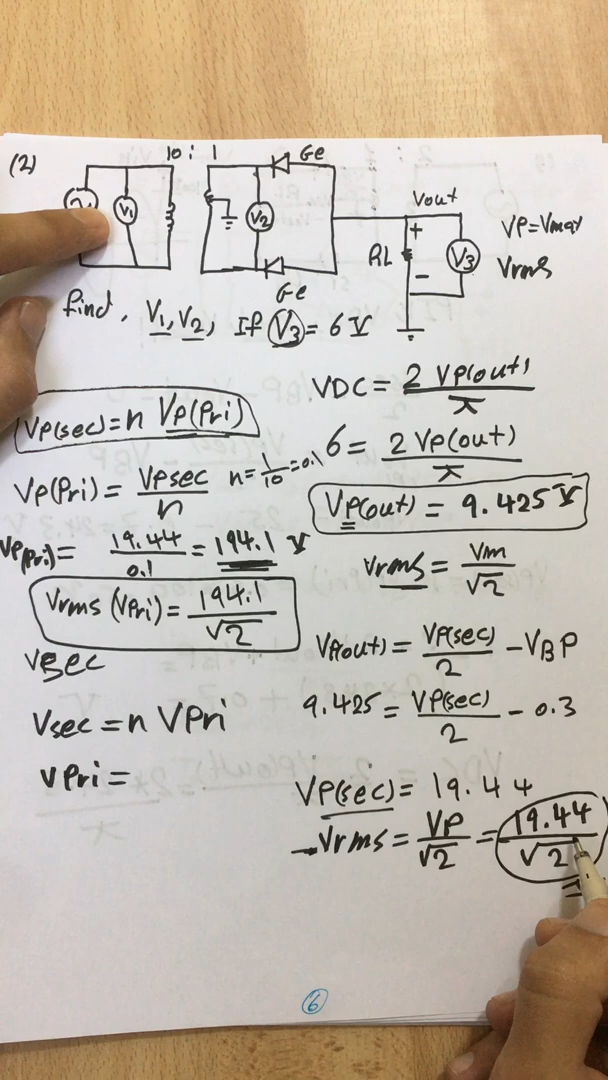 (2)
10 : 1
Ge
V1
V2
Ge
Vout
+
RL
-
V3
VP=Vmax
Vrms
find, V1, V2, If V3 = 6 V
VDC = 2 VP(out) / π
6 = 2 VP(out) / π
VP(out) = 9.425 V
Vrms = Vm / √2
VP(out) = VP(sec) / 2 - VBP
9.425 = VP(sec) / 2 - 0.3
VP(sec) = 19.44
Vrms = VP / √2 = 19.44 / √2
VP(sec) = n VP(Pri)
VP(Pri) = VPsec / n n = 1/10 = 0.1
VP(Pri) = 19.44 / 0.1 = 194.1 V
Vrms (VPri) = 194.1 / √2
Vsec
Vsec = n VPri
VPri =
6